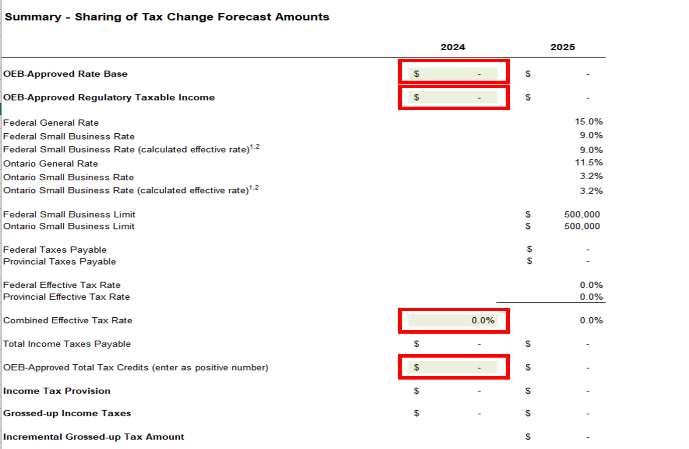 Summary - Sharing of Tax Change Forecast Amounts
2024 2025
OEB-Approved Rate Base $ - $ -
OEB-Approved Regulatory Taxable Income $ - $ -
Federal General Rate 15.0%
Federal Small Business Rate 9.0%
Federal Small Business Rate (calculated effective rate)1,2 9.0%
Ontario General Rate 11.5%
Ontario Small Business Rate 3.2%
Ontario Small Business Rate (calculated effective rate)1,2 3.2%
Federal Small Business Limit $ 500,000
Ontario Small Business Limit $ 500,000
Federal Taxes Payable $ -
Provincial Taxes Payable $ -
Federal Effective Tax Rate 0.0%
Provincial Effective Tax Rate 0.0%
Combined Effective Tax Rate 0.0% 0.0%
Total Income Taxes Payable $ - $ -
OEB-Approved Total Tax Credits (enter as positive number) $ - $ -
Income Tax Provision $ - $ -
Grossed-up Income Taxes $ - $ -
Incremental Grossed-up Tax Amount $ -